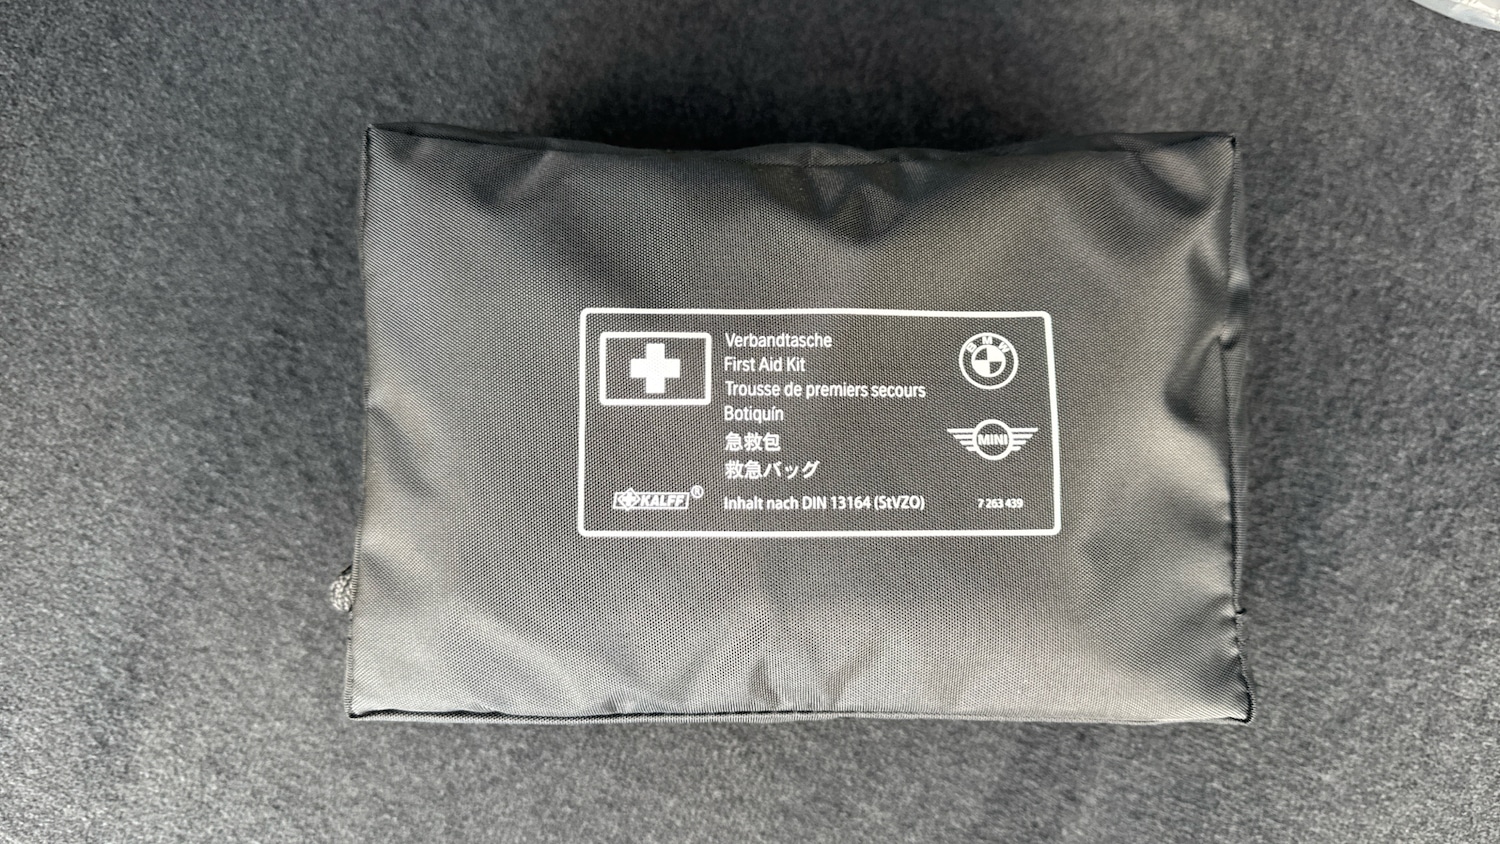 Verbandtasche
First Aid Kit
Trousse de premiers secours
Botiquín
急救包
救急バッグ
KALFF®
Inhalt nach DIN 13164 (StVZO)
BMW
MINI
7 263 439